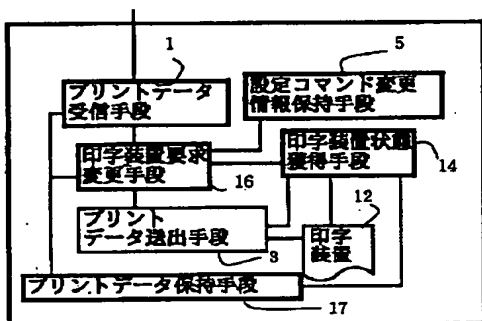 1
5
プリントデータ
受信手段
設定コマンド変更
情報保持手段
印字装置要求
変更手段
印字装置状態
獲得手段
16
14
12
プリント
データ送出手段
印字
装置
3
プリントデータ保持手段
17